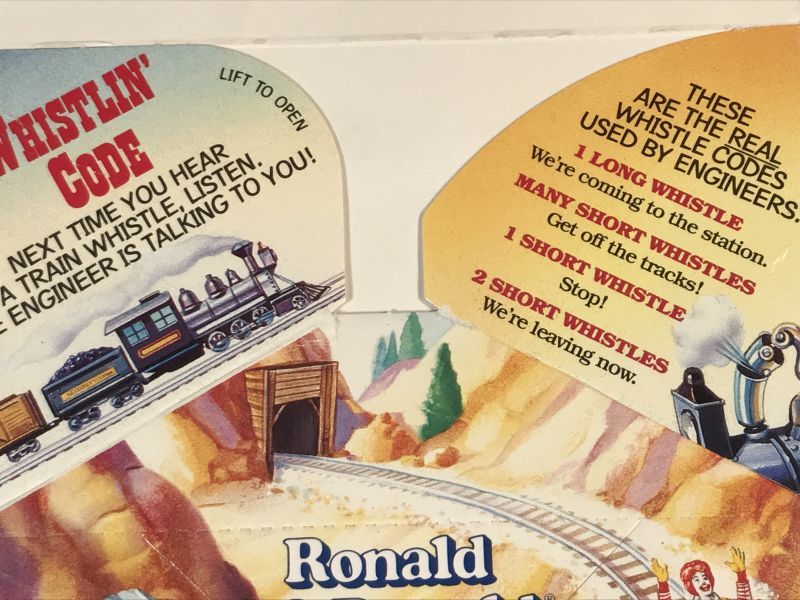 WHISTLIN'
CODE
LIFT TO OPEN
NEXT TIME YOU HEAR
A TRAIN WHISTLE, LISTEN.
ENGINEER IS TALKING TO YOU!
THESE
ARE THE REAL
WHISTLE CODES
USED BY ENGINEERS.
1 LONG WHISTLE
We're coming to the station.
MANY SHORT WHISTLES
Get off the tracks!
1 SHORT WHISTLE
Stop!
2 SHORT WHISTLES
We're leaving now.
Ronald